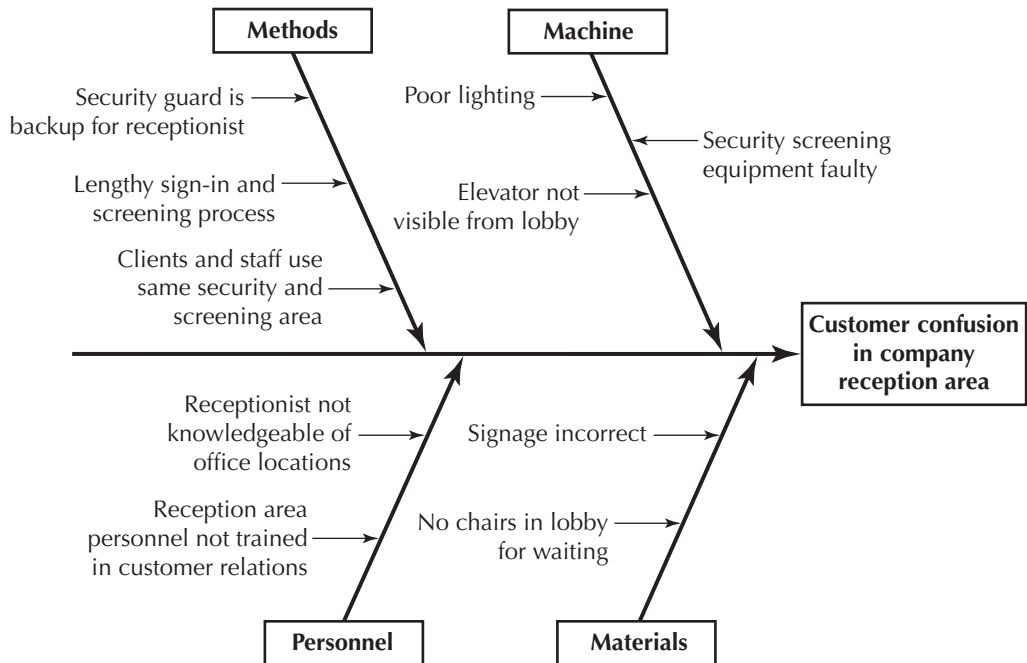 Methods
Machine
Security guard is
backup for receptionist
Lengthy sign-in and
screening process
Clients and staff use
same security and
screening area
Poor lighting
Security screening
equipment faulty
Elevator not
visible from lobby
Customer confusion
in company
reception area
Receptionist not
knowledgeable of
office locations
Reception area
personnel not trained
in customer relations
Signage incorrect
No chairs in lobby
for waiting
Personnel
Materials